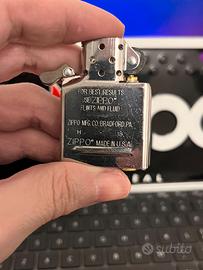 FOR BEST RESULTS
USE ZIPPO®
FLINTS AND FLUID
ZIPPO MFG. CO. BRADFORD, PA.
H
ZIPPO® MADE IN U.S.A.
subito